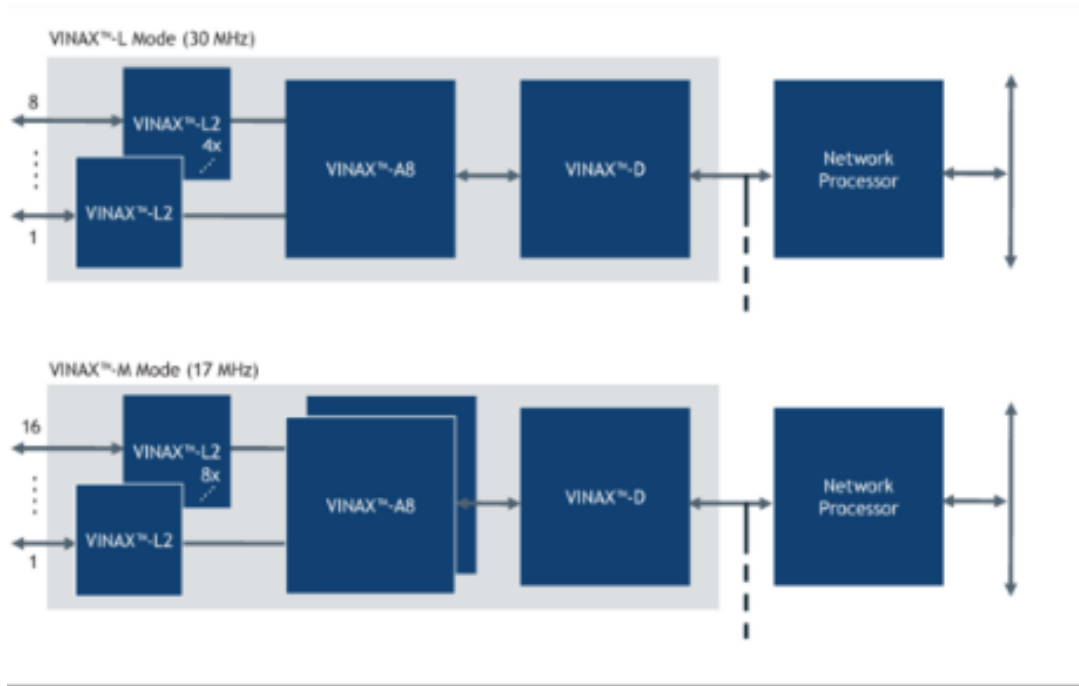 VINAX™-L Mode (30 MHz)
8
VINAX™-L2
4x
VINAX™-L2
1
VINAX™-A8
VINAX™-D
Network
Processor
VINAX™-M Mode (17 MHz)
16
VINAX™-L2
8x
VINAX™-L2
1
VINAX™-A8
VINAX™-D
Network
Processor